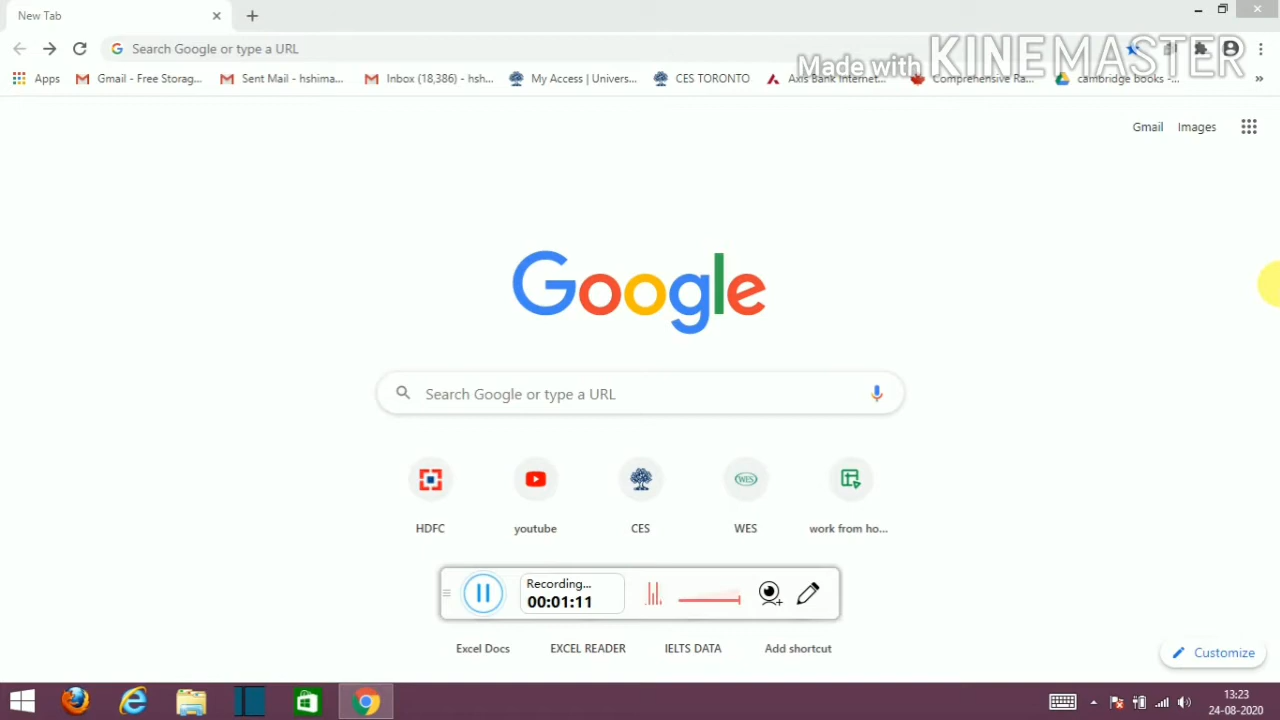 New Tab
Search Google or type a URL
Made with KINEMASTER
Apps Gmail - Free Storag... Sent Mail - hshima... Inbox (18,386) - hsh... My Access | Univers... CES TORONTO Axis Bank Internet... Comprehensive Ra... cambridge books -... »
Gmail Images
Google
Search Google or type a URL
WES
HDFC youtube CES WES work from ho...
Recording...
00:01:11
Excel Docs EXCEL READER IELTS DATA Add shortcut
Customize
13:23
24-08-2020